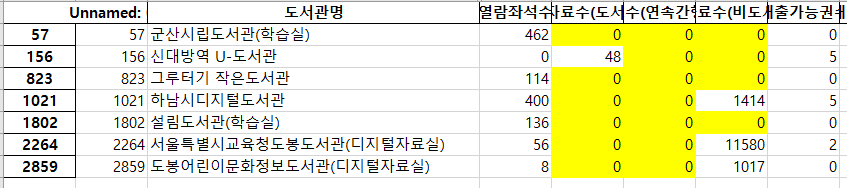 Unnamed: 도서관명 열람좌석수 자료수(도서 수(연속간행 료수(비도서 출가능권수
57 57 군산시립도서관(학습실) 462 0 0 0 0
156 156 신대방역 U-도서관 0 48 0 0 5
823 823 그루터기 작은도서관 114 0 0 0 0
1021 1021 하남시디지털도서관 400 0 0 1414 5
1802 1802 설림도서관(학습실) 136 0 0 0 0
2264 2264 서울특별시교육청도봉도서관(디지털자료실) 56 0 0 11580 2
2859 2859 도봉어린이문화정보도서관(디지털자료실) 8 0 0 1017 0